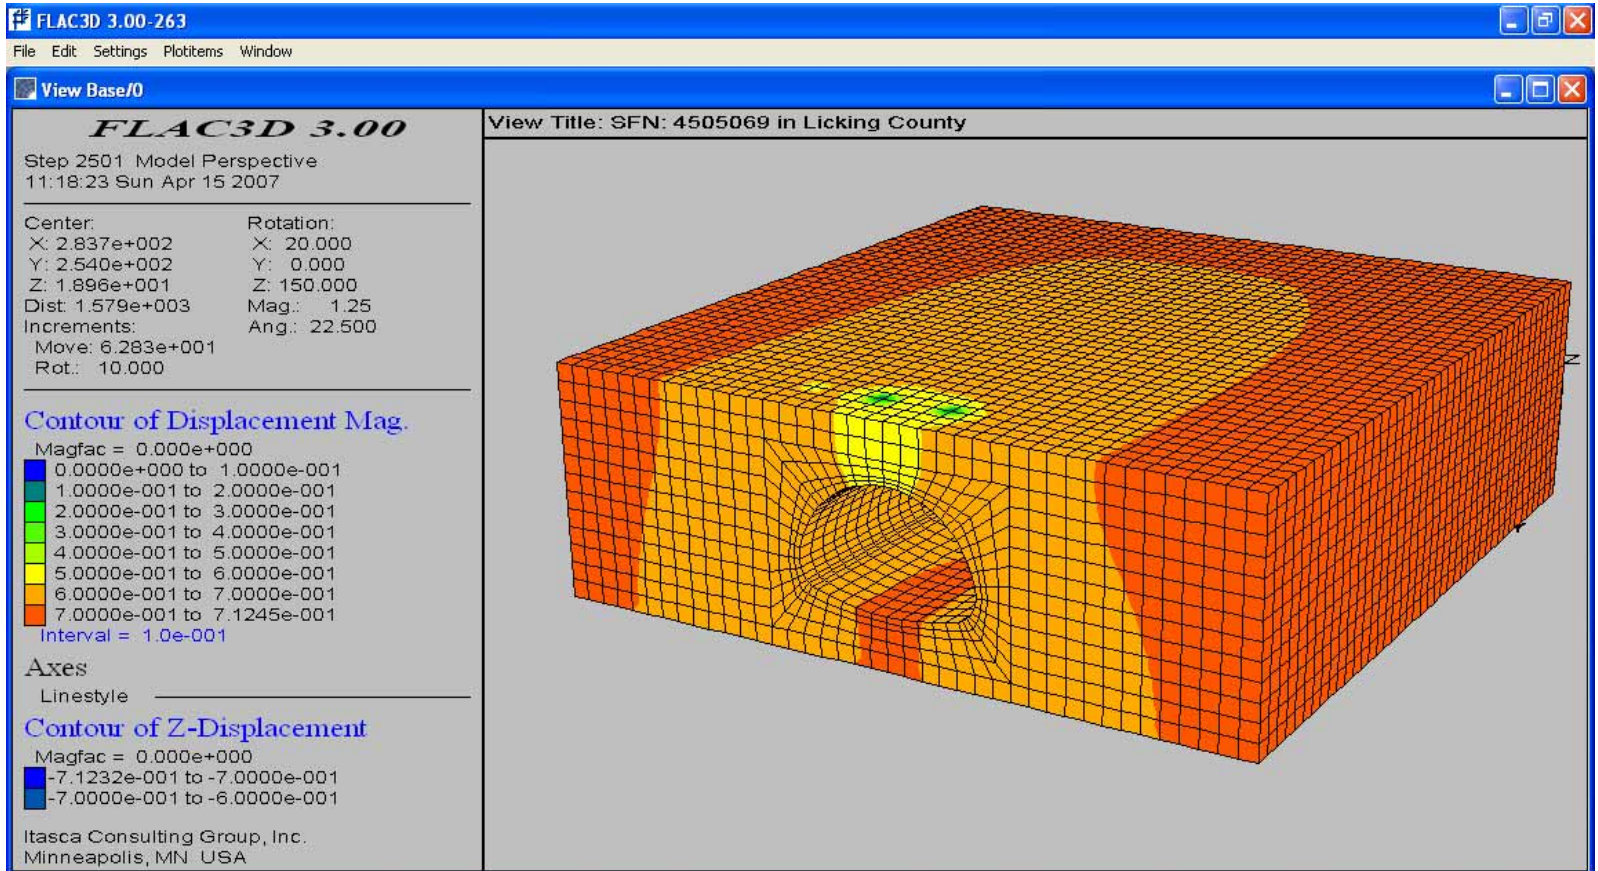 FLAC3D 3.00-263
File Edit Settings Plotitems Window
View Base/0
FLAC3D 3.00
Step 2501 Model Perspective
11:18:23 Sun Apr 15 2007
Center: Rotation:
X: 2.837e+002 X: 20.000
Y: 2.540e+002 Y: 0.000
Z: 1.896e+001 Z: 150.000
Dist: 1.579e+003 Mag.: 1.25
Increments: Ang.: 22.500
Move: 6.283e+001
Rot.: 10.000
Contour of Displacement Mag.
Magfac = 0.000e+000
0.0000e+000 to 1.0000e-001
1.0000e-001 to 2.0000e-001
2.0000e-001 to 3.0000e-001
3.0000e-001 to 4.0000e-001
4.0000e-001 to 5.0000e-001
5.0000e-001 to 6.0000e-001
6.0000e-001 to 7.0000e-001
7.0000e-001 to 7.1245e-001
Interval = 1.0e-001
Axes
Linestyle
Contour of Z-Displacement
Magfac = 0.000e+000
-7.1232e-001 to -7.0000e-001
-7.0000e-001 to -6.0000e-001
Itasca Consulting Group, Inc.
Minneapolis, MN USA
View Title: SFN: 4505069 in Licking County
Z